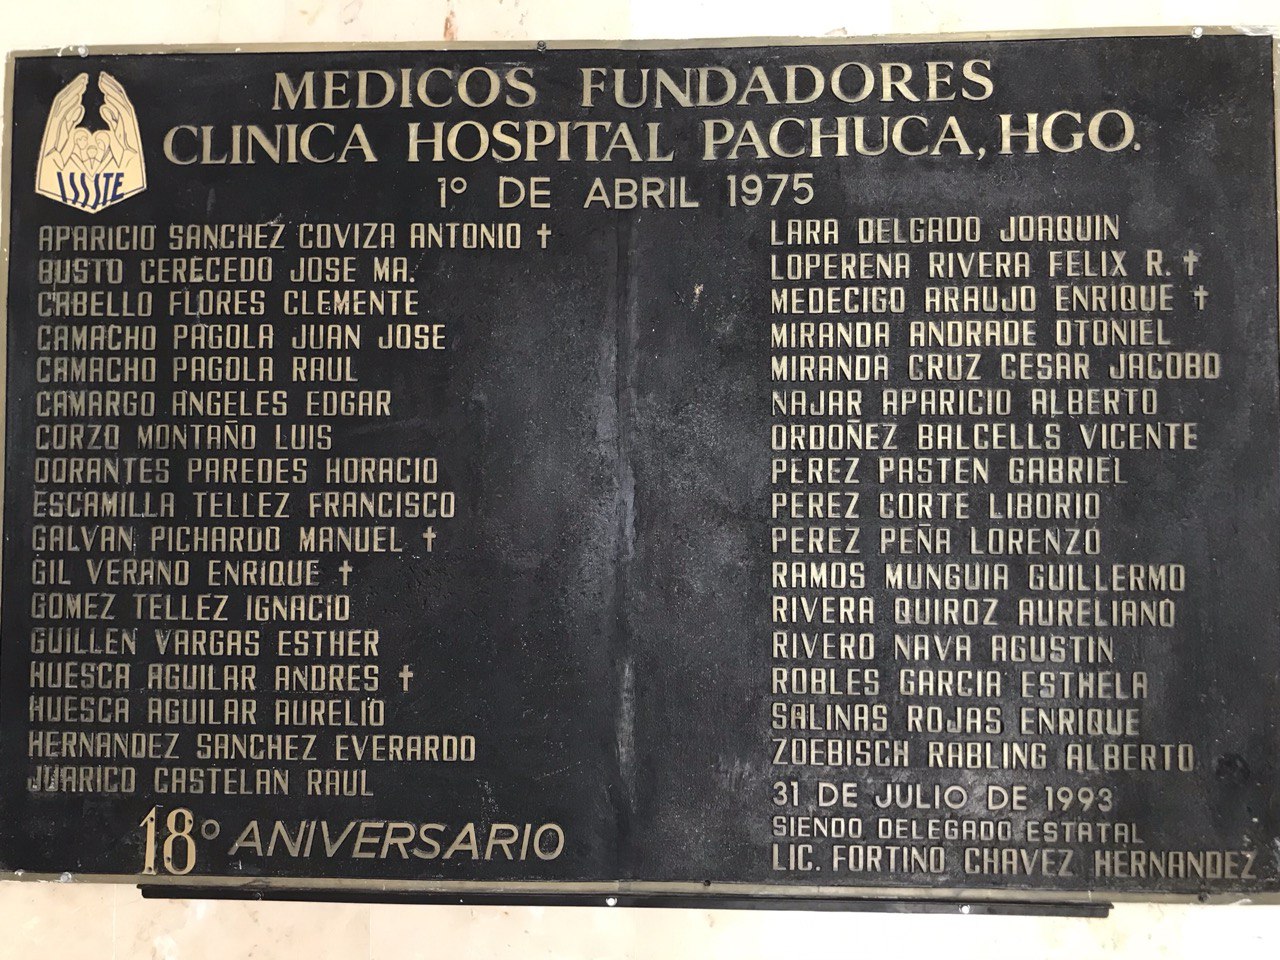 ISSSTE
MEDICOS FUNDADORES
CLINICA HOSPITAL PACHUCA, HGO.
1º DE ABRIL 1975
APARICIO SANCHEZ COVIZA ANTONIO ✝
BUSTO CERECEDO JOSE MA.
CABELLO FLORES CLEMENTE
CAMACHO PAGOLA JUAN JOSE
CAMACHO PAGOLA RAUL
CAMARGO ANGELES EDGAR
CORZO MONTAÑO LUIS
DORANTES PAREDES HORACIO
ESCAMILLA TELLEZ FRANCISCO
GALVAN PICHARDO MANUEL ✝
GIL VERANO ENRIQUE ✝
GOMEZ TELLEZ IGNACIO
GUILLEN VARGAS ESTHER
HUESCA AGUILAR ANDRES ✝
HUESCA AGUILAR AURELIO
HERNANDEZ SANCHEZ EVERARDO
JUARICO CASTELAN RAUL
18º ANIVERSARIO
LARA DELGADO JOAQUIN
LOPERENA RIVERA FELIX R. ✝
MEDECIGO ARAUJO ENRIQUE ✝
MIRANDA ANDRADE OTONIEL
MIRANDA CRUZ CESAR JACOBO
NAJAR APARICIO ALBERTO
ORDOÑEZ BALCELLS VICENTE
PEREZ PASTEN GABRIEL
PEREZ CORTE LIBORIO
PEREZ PEÑA LORENZO
RAMOS MUNGUIA GUILLERMO
RIVERA QUIROZ AURELIANO
RIVERO NAVA AGUSTIN
ROBLES GARCIA ESTHELA
SALINAS ROJAS ENRIQUE
ZOEBISCH RABLING ALBERTO
31 DE JULIO DE 1993
SIENDO DELEGADO ESTATAL
LIC. FORTINO CHAVEZ HERNANDEZ